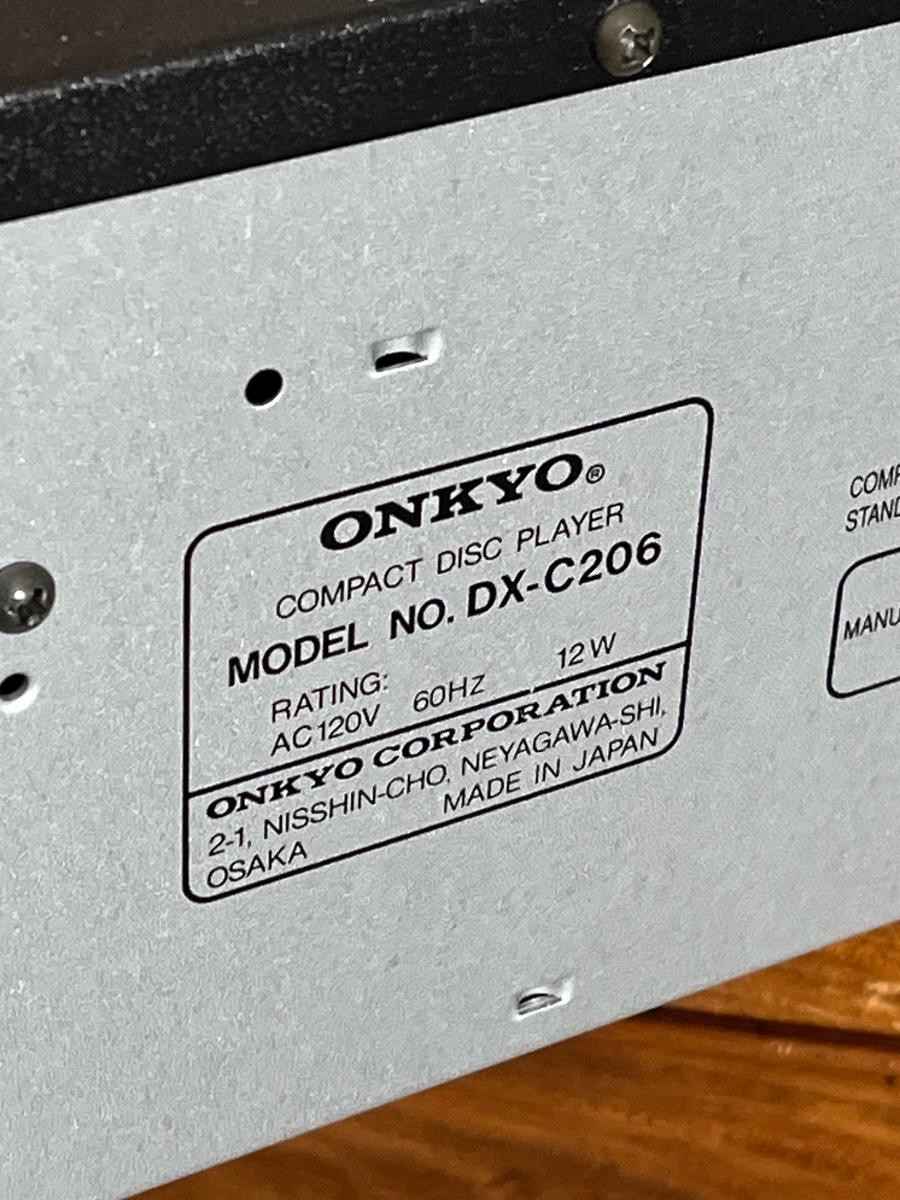 ONKYO®
COMPACT DISC PLAYER
MODEL NO. DX-C206
RATING:
AC120V 60HZ 12W
ONKYO CORPORATION
2-1, NISSHIN-CHO, NEYAGAWA-SHI,
OSAKA MADE IN JAPAN